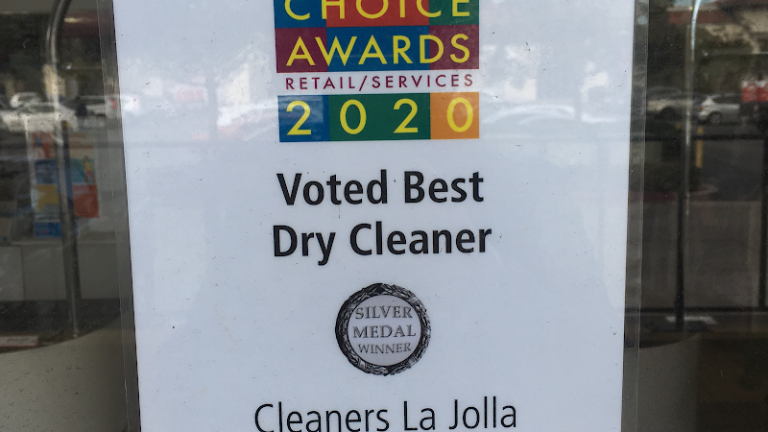 CHOICE
AWARDS
RETAIL/SERVICES
2020
Voted Best
Dry Cleaner
SILVER
MEDAL
WINNER
Cleaners La Jolla